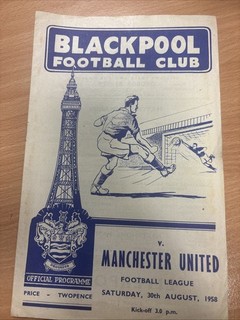 BLACKPOOL
FOOTBALL CLUB
V.
MANCHESTER UNITED
FOOTBALL LEAGUE
SATURDAY, 30th AUGUST, 1958
Kick-off 3.0 p.m.
OFFICIAL PROGRAMME
PRICE - TWOPENCE